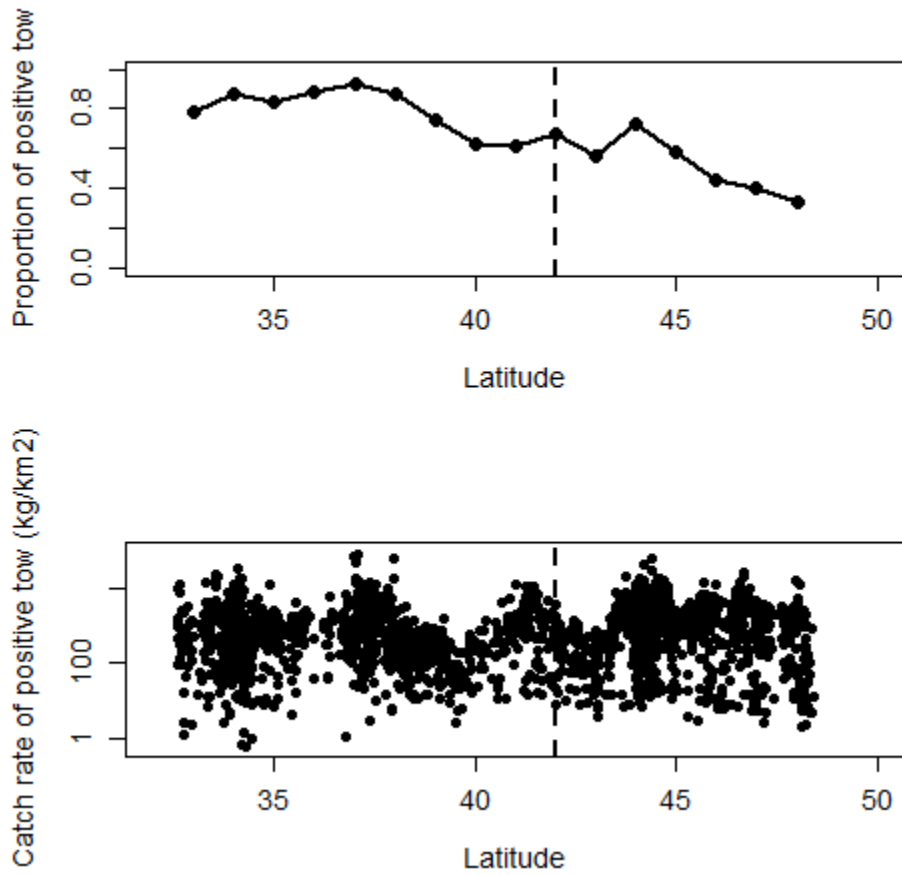 Proportion of positive tow
0.0 0.4 0.8
35 40 45 50
Latitude
Catch rate of positive tow (kg/km2)
1 100
35 40 45 50
Latitude